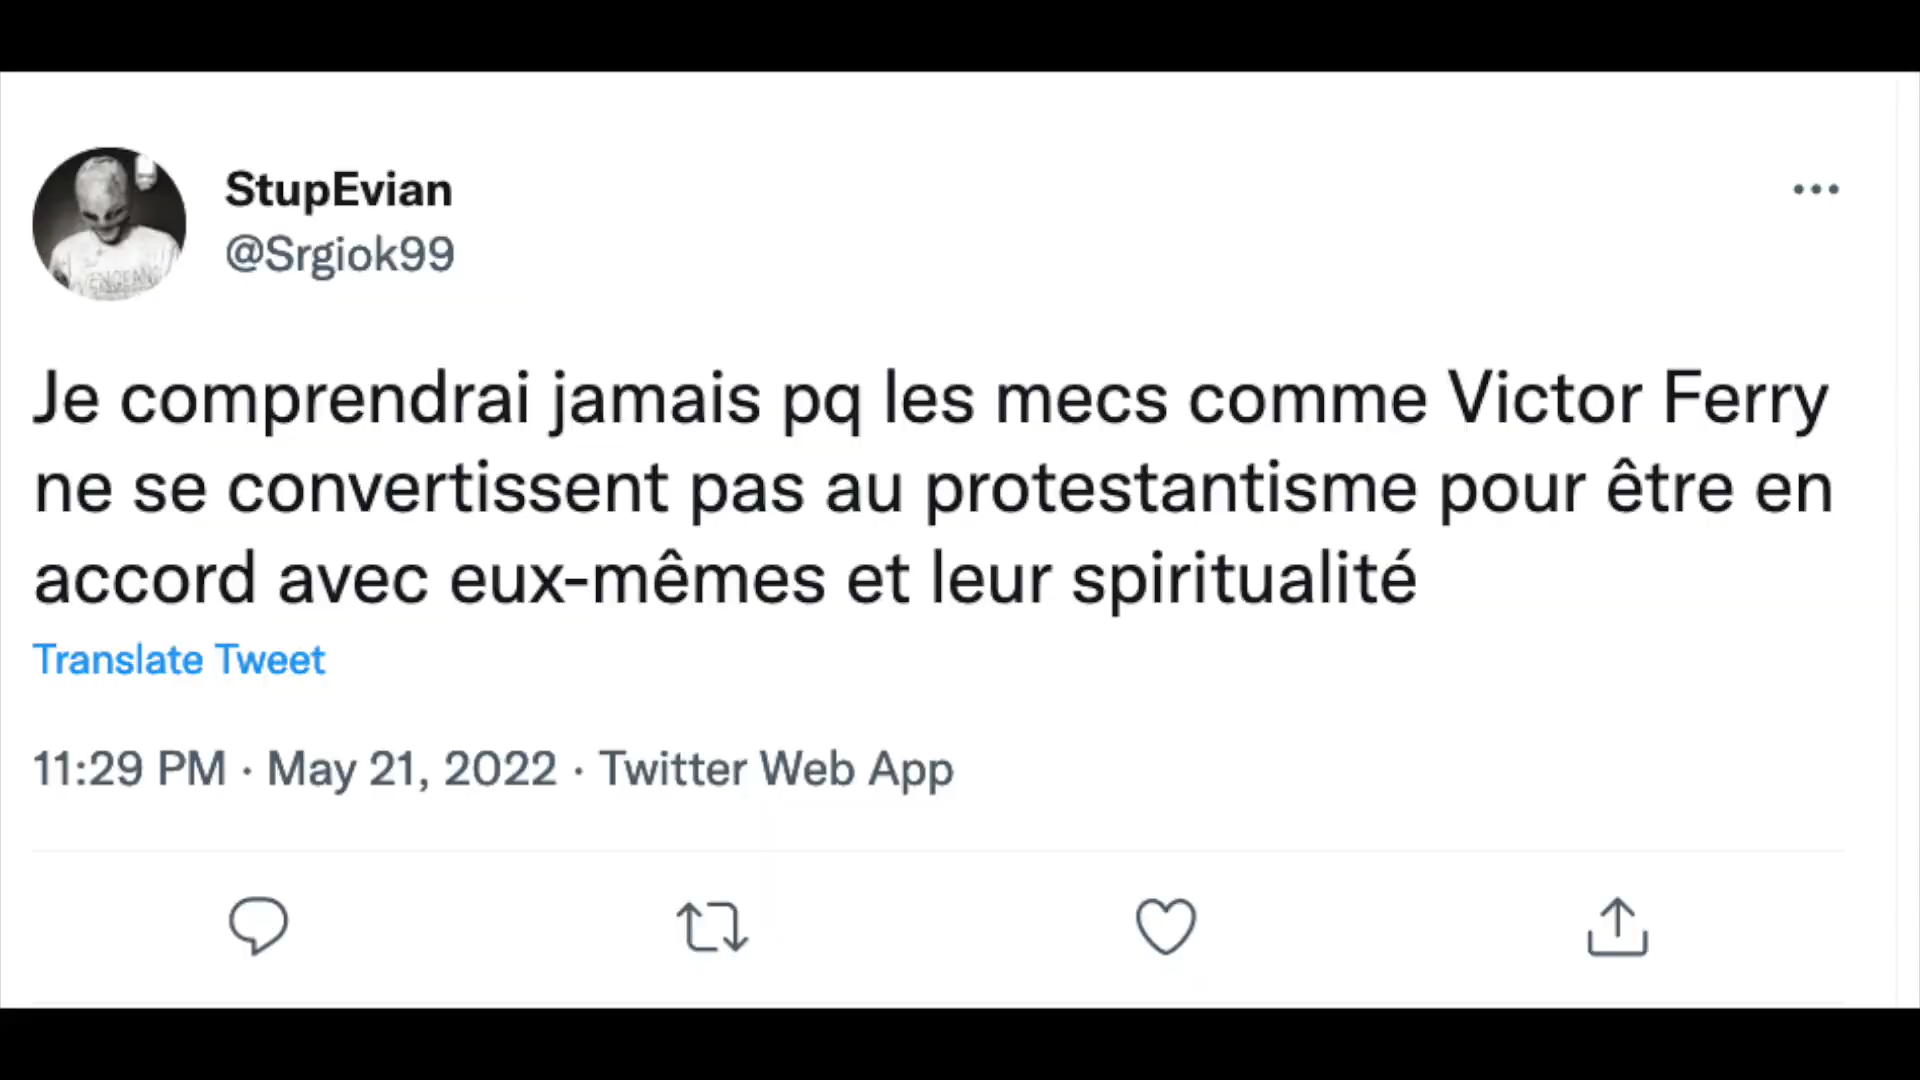 StupEvian
@Srgiok99
Je comprendrai jamais pq les mecs comme Victor Ferry
ne se convertissent pas au protestantisme pour être en
accord avec eux-mêmes et leur spiritualité
Translate Tweet
11:29 PM · May 21, 2022 · Twitter Web App